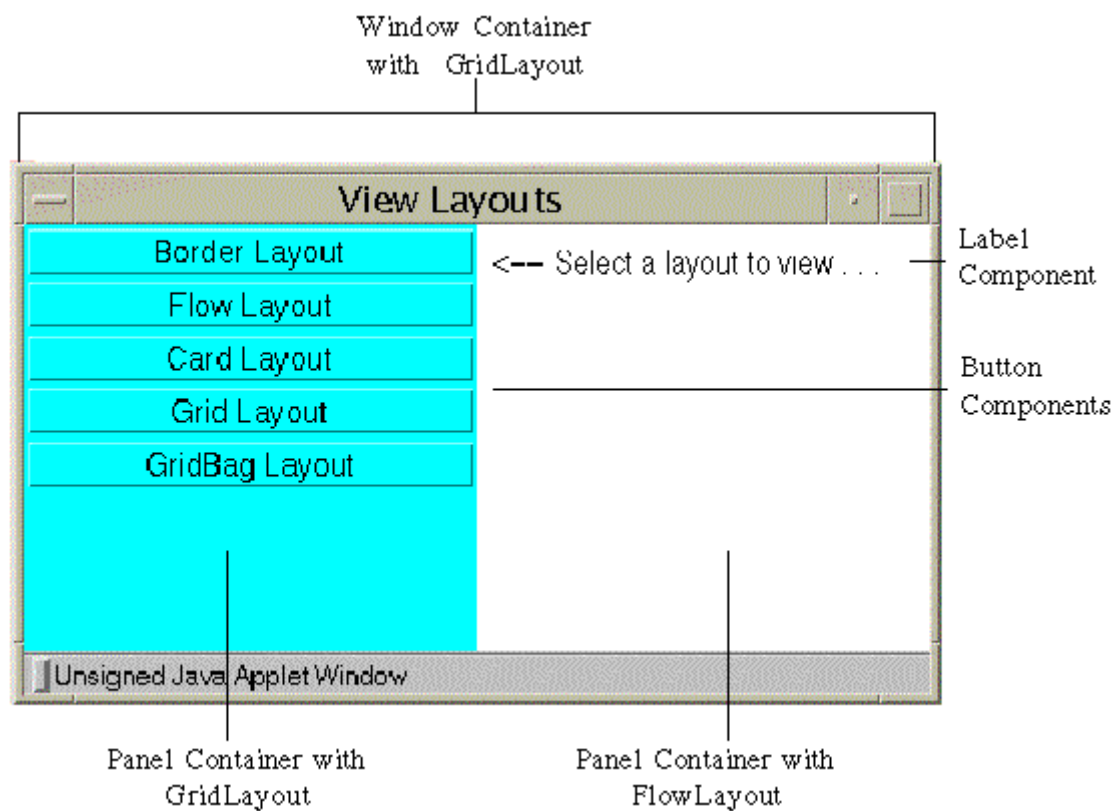 Window Container
with GridLayout
View Layouts
Border Layout
<-- Select a layout to view . . .
Label
Component
Flow Layout
Card Layout
Button
Components
Grid Layout
GridBag Layout
Unsigned Java Applet Window
Panel Container with
GridLayout
Panel Container with
FlowLayout